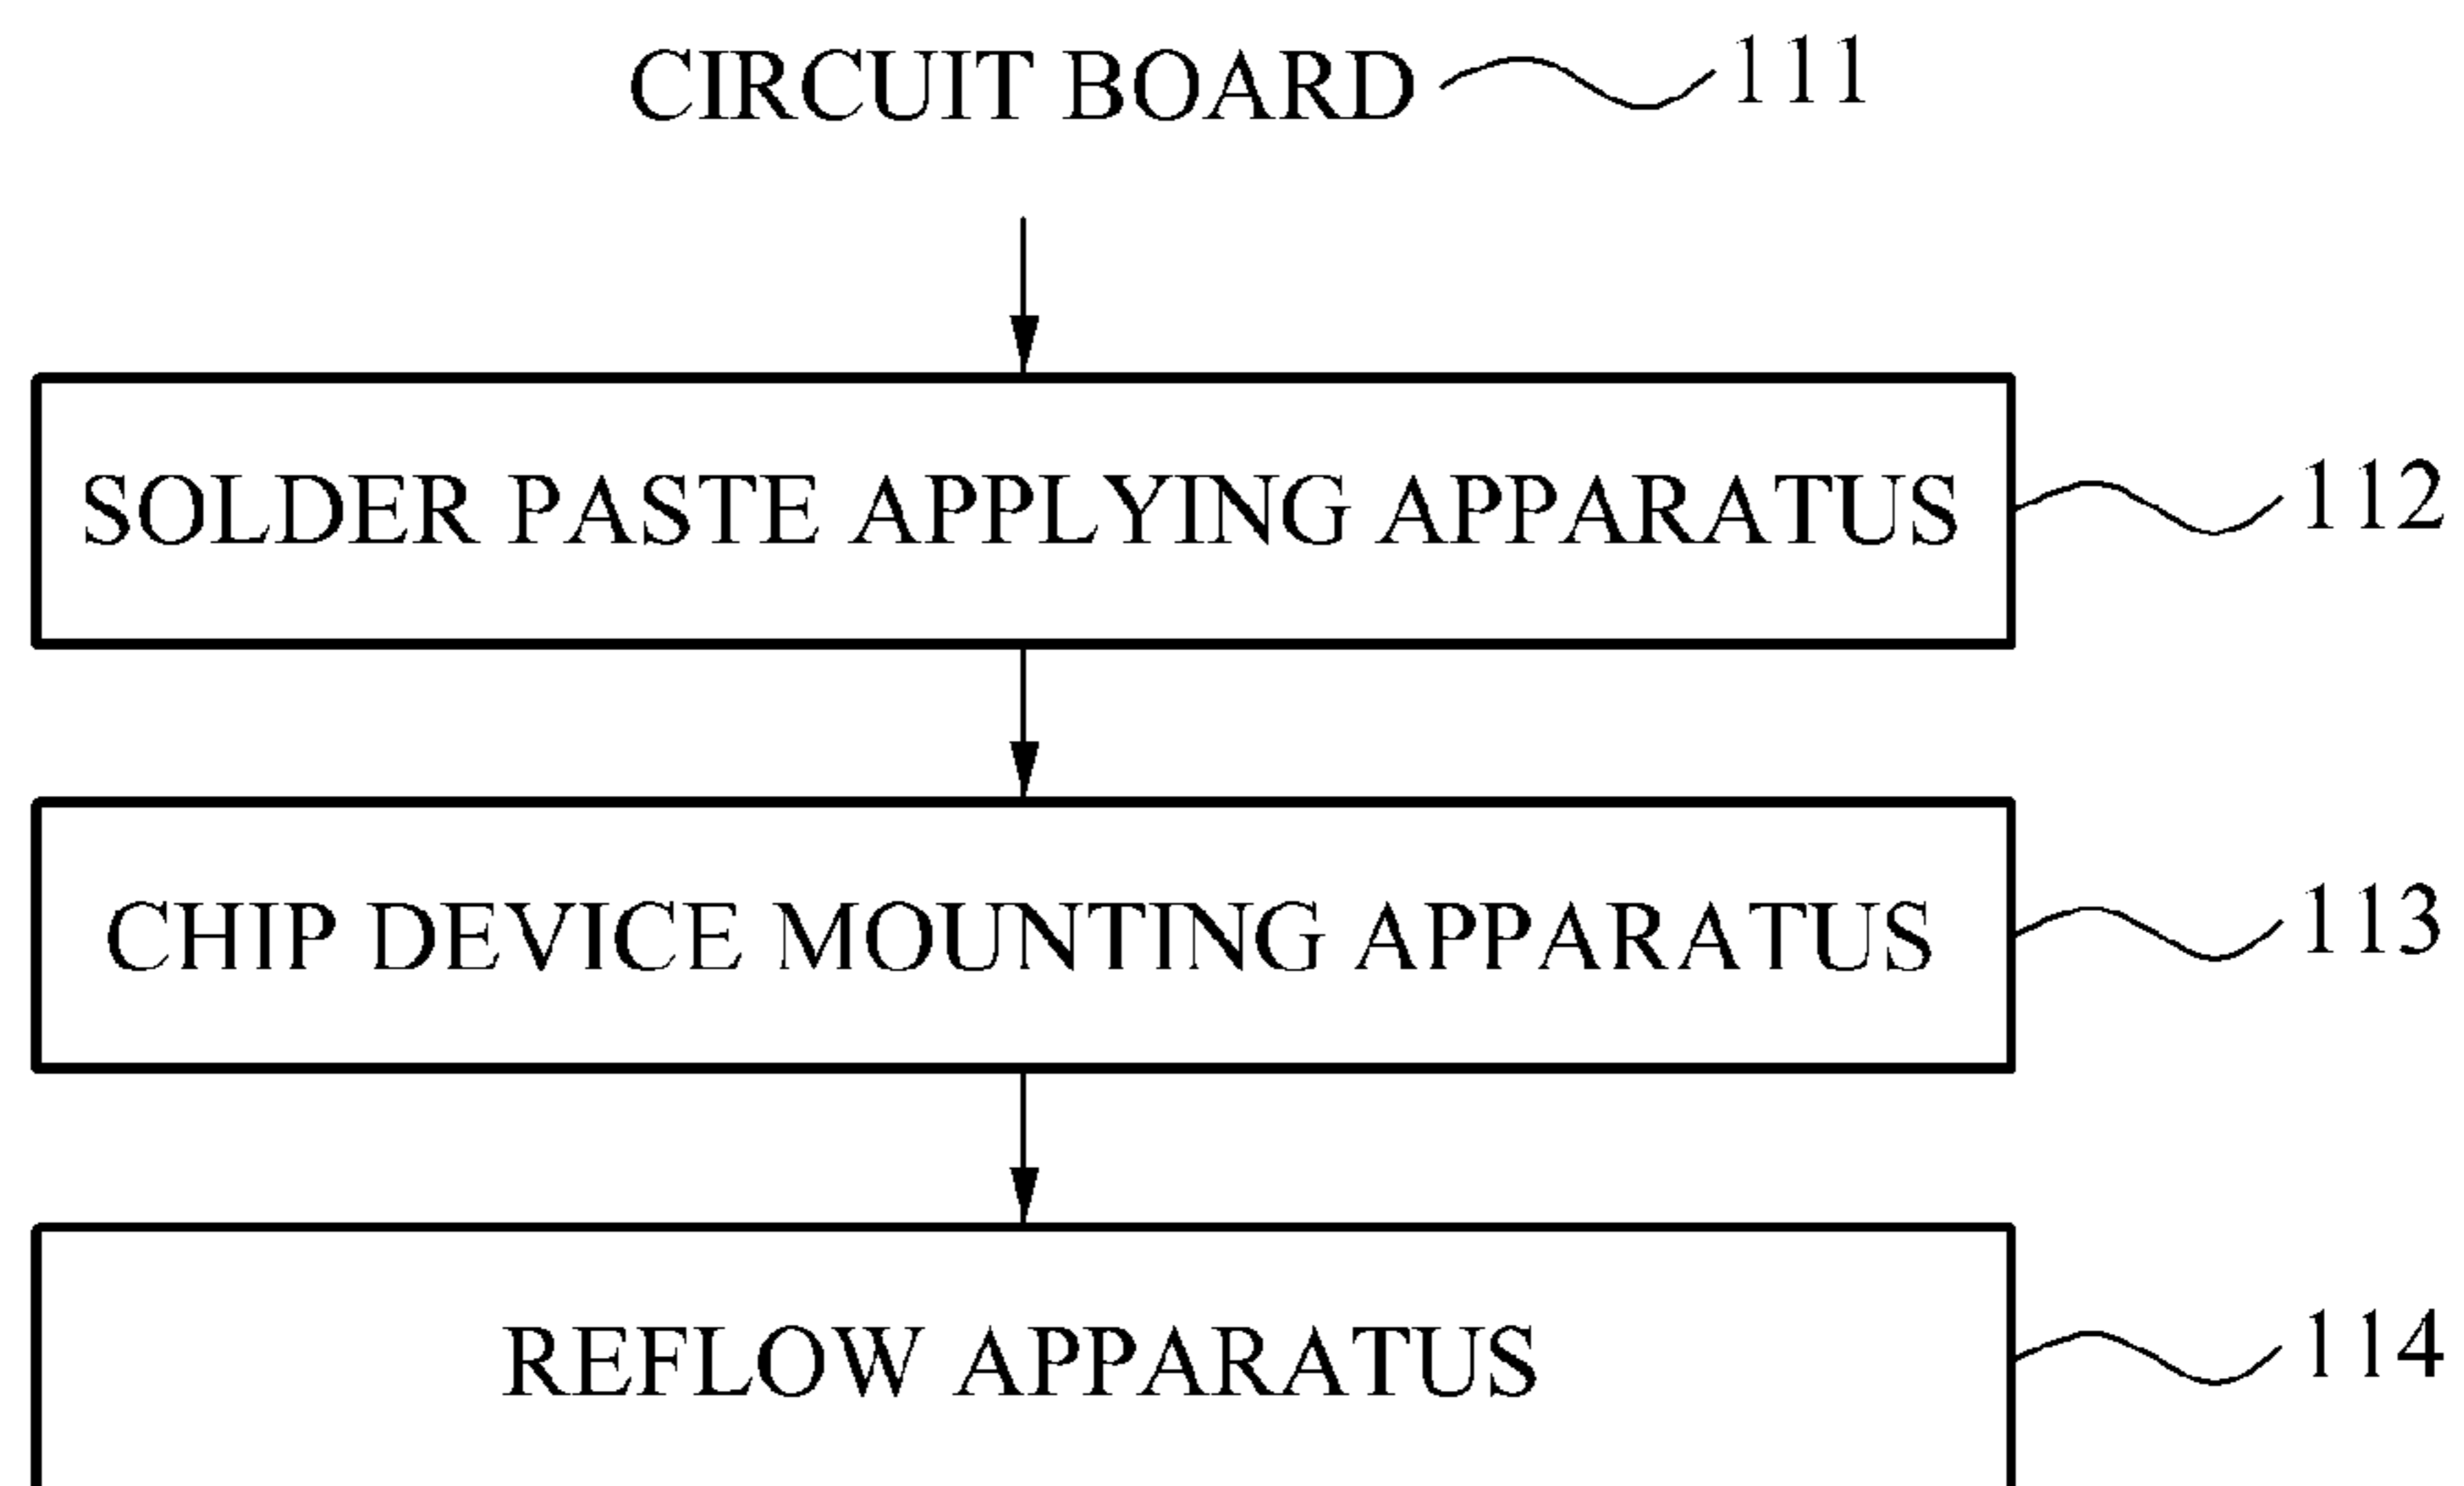 CIRCUIT BOARD 111
SOLDER PASTE APPLYING APPARATUS 112
CHIP DEVICE MOUNTING APPARATUS 113
REFLOW APPARATUS 114